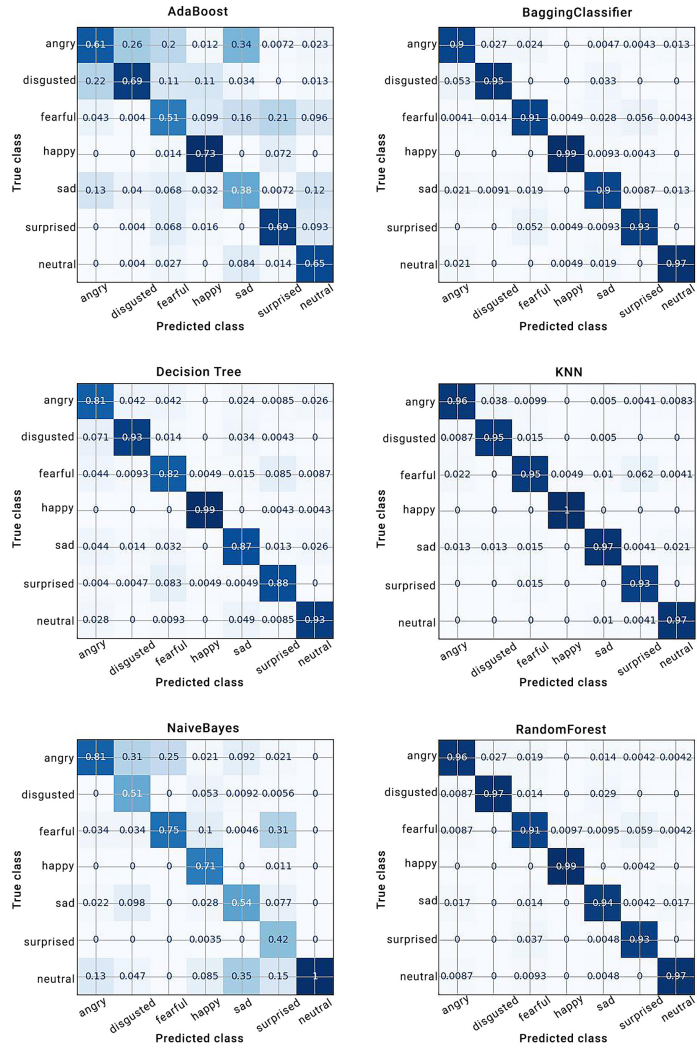 AdaBoost
True class
angry 0.61 0.26 0.2 0.012 0.34 0.0072 0.023
disgusted 0.22 0.69 0.11 0.11 0.034 0 0.013
fearful 0.043 0.004 0.51 0.099 0.16 0.21 0.096
happy 0 0 0.014 0.73 0 0.072 0
sad 0.13 0.04 0.068 0.032 0.38 0.0072 0.12
surprised 0 0.004 0.068 0.016 0 0.69 0.093
neutral 0 0.004 0.027 0 0.084 0.014 0.65
angry disgusted fearful happy sad surprised neutral
Predicted class
BaggingClassifier
True class
angry 0.9 0.027 0.024 0 0.0047 0.0043 0.013
disgusted 0.053 0.95 0 0 0.033 0 0
fearful 0.0041 0.014 0.91 0.0049 0.028 0.056 0.0043
happy 0 0 0 0.99 0.0093 0.0043 0
sad 0.021 0.0091 0.019 0 0.9 0.0087 0.013
surprised 0 0 0.052 0.0049 0.0093 0.93 0
neutral 0.021 0 0 0.0049 0.019 0 0.97
angry disgusted fearful happy sad surprised neutral
Predicted class
Decision Tree
True class
angry 0.81 0.042 0.042 0 0.024 0.0085 0.026
disgusted 0.071 0.93 0.014 0 0.034 0.0043 0
fearful 0.044 0.0093 0.82 0.0049 0.015 0.085 0.0087
happy 0 0 0 0.99 0 0.0043 0.0043
sad 0.044 0.014 0.032 0 0.87 0.013 0.026
surprised 0.004 0.0047 0.083 0.0049 0.0049 0.88 0
neutral 0.028 0 0.0093 0 0.049 0.0085 0.93
angry disgusted fearful happy sad surprised neutral
Predicted class
KNN
True class
angry 0.96 0.038 0.0099 0 0.005 0.0041 0.0083
disgusted 0.0087 0.95 0.015 0 0.005 0 0
fearful 0.022 0 0.95 0.0049 0.01 0.062 0.0041
happy 0 0 0 1 0 0 0
sad 0.013 0.013 0.015 0 0.97 0.0041 0.021
surprised 0 0 0.015 0 0 0.93 0
neutral 0 0 0 0 0.01 0.0041 0.97
angry disgusted fearful happy sad surprised neutral
Predicted class
NaiveBayes
True class
angry 0.81 0.31 0.25 0.021 0.092 0.021 0
disgusted 0 0.51 0 0.053 0.0092 0.0056 0
fearful 0.034 0.034 0.75 0.1 0.0046 0.31 0
happy 0 0 0 0.71 0 0.011 0
sad 0.022 0.098 0 0.028 0.54 0.077 0
surprised 0 0 0 0.0035 0 0.42 0
neutral 0.13 0.047 0 0.085 0.35 0.15 1
angry disgusted fearful happy sad surprised neutral
Predicted class
RandomForest
True class
angry 0.96 0.027 0.019 0 0.014 0.0042 0.0042
disgusted 0.0087 0.97 0.014 0 0.029 0 0
fearful 0.0087 0 0.91 0.0097 0.0095 0.059 0.0042
happy 0 0 0 0.99 0 0.0042 0
sad 0.017 0 0.014 0 0.94 0.0042 0.017
surprised 0 0 0.037 0 0.0048 0.93 0
neutral 0.0087 0 0.0093 0 0.0048 0 0.97
angry disgusted fearful happy sad surprised neutral
Predicted class